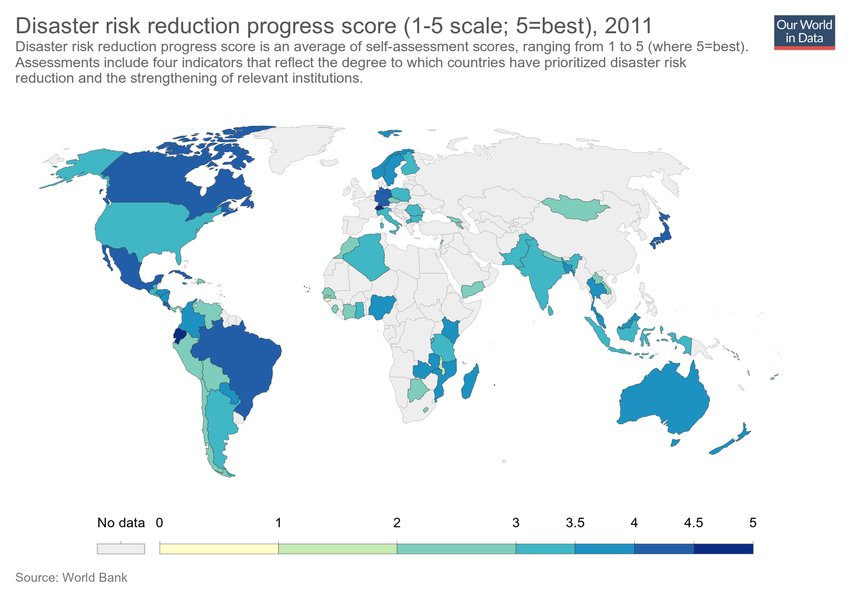 Disaster risk reduction progress score (1-5 scale; 5=best), 2011
Our World
in Data
Disaster risk reduction progress score is an average of self-assessment scores, ranging from 1 to 5 (where 5=best).
Assessments include four indicators that reflect the degree to which countries have prioritized disaster risk
reduction and the strengthening of relevant institutions.
No data 0 1 2 3 3.5 4 4.5 5
Source: World Bank